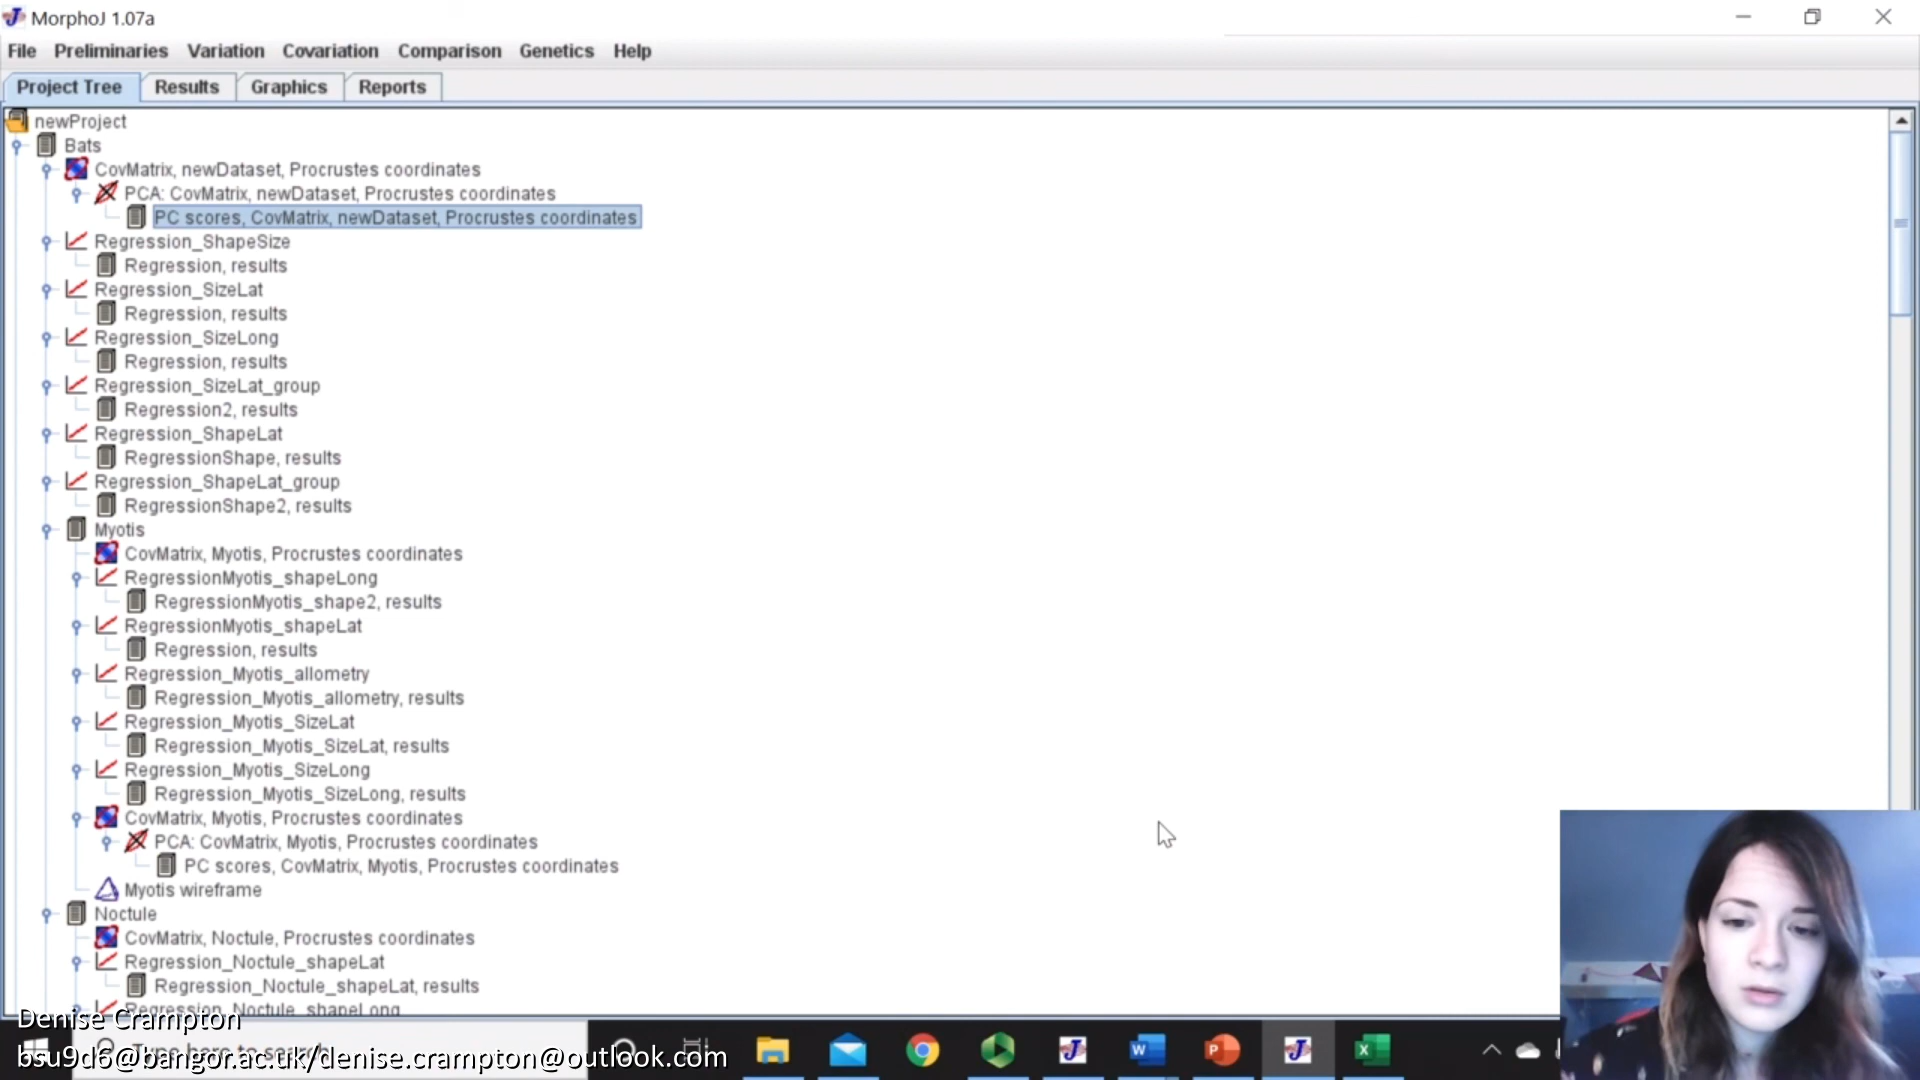 MorphoJ 1.07a
File Preliminaries Variation Covariation Comparison Genetics Help
Project Tree Results Graphics Reports
newProject
Bats
CovMatrix, newDataset, Procrustes coordinates
PCA: CovMatrix, newDataset, Procrustes coordinates
PC scores, CovMatrix, newDataset, Procrustes coordinates
Regression_ShapeSize
Regression, results
Regression_SizeLat
Regression, results
Regression_SizeLong
Regression, results
Regression_SizeLat_group
Regression2, results
Regression_ShapeLat
RegressionShape, results
Regression_ShapeLat_group
RegressionShape2, results
Myotis
CovMatrix, Myotis, Procrustes coordinates
RegressionMyotis_shapeLong
RegressionMyotis_shape2, results
RegressionMyotis_shapeLat
Regression, results
Regression_Myotis_allometry
Regression_Myotis_allometry, results
Regression_Myotis_SizeLat
Regression_Myotis_SizeLat, results
Regression_Myotis_SizeLong
Regression_Myotis_SizeLong, results
CovMatrix, Myotis, Procrustes coordinates
PCA: CovMatrix, Myotis, Procrustes coordinates
PC scores, CovMatrix, Myotis, Procrustes coordinates
Myotis wireframe
Noctule
CovMatrix, Noctule, Procrustes coordinates
Regression_Noctule_shapeLat
Regression_Noctule_shapeLat, results
Regression_Noctule_shapeLong
Denise Crampton
Type here to search
bsu9d6@bangor.ac.uk/denise.crampton@outlook.com